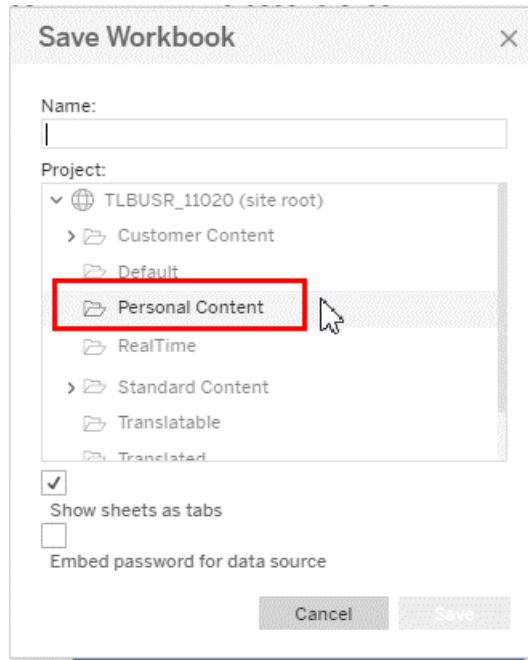 Save Workbook
Name:
Project:
TLBUSR_11020 (site root)
Customer Content
Default
Personal Content
RealTime
Standard Content
Translatable
Translated
Show sheets as tabs
Embed password for data source
Cancel
Save